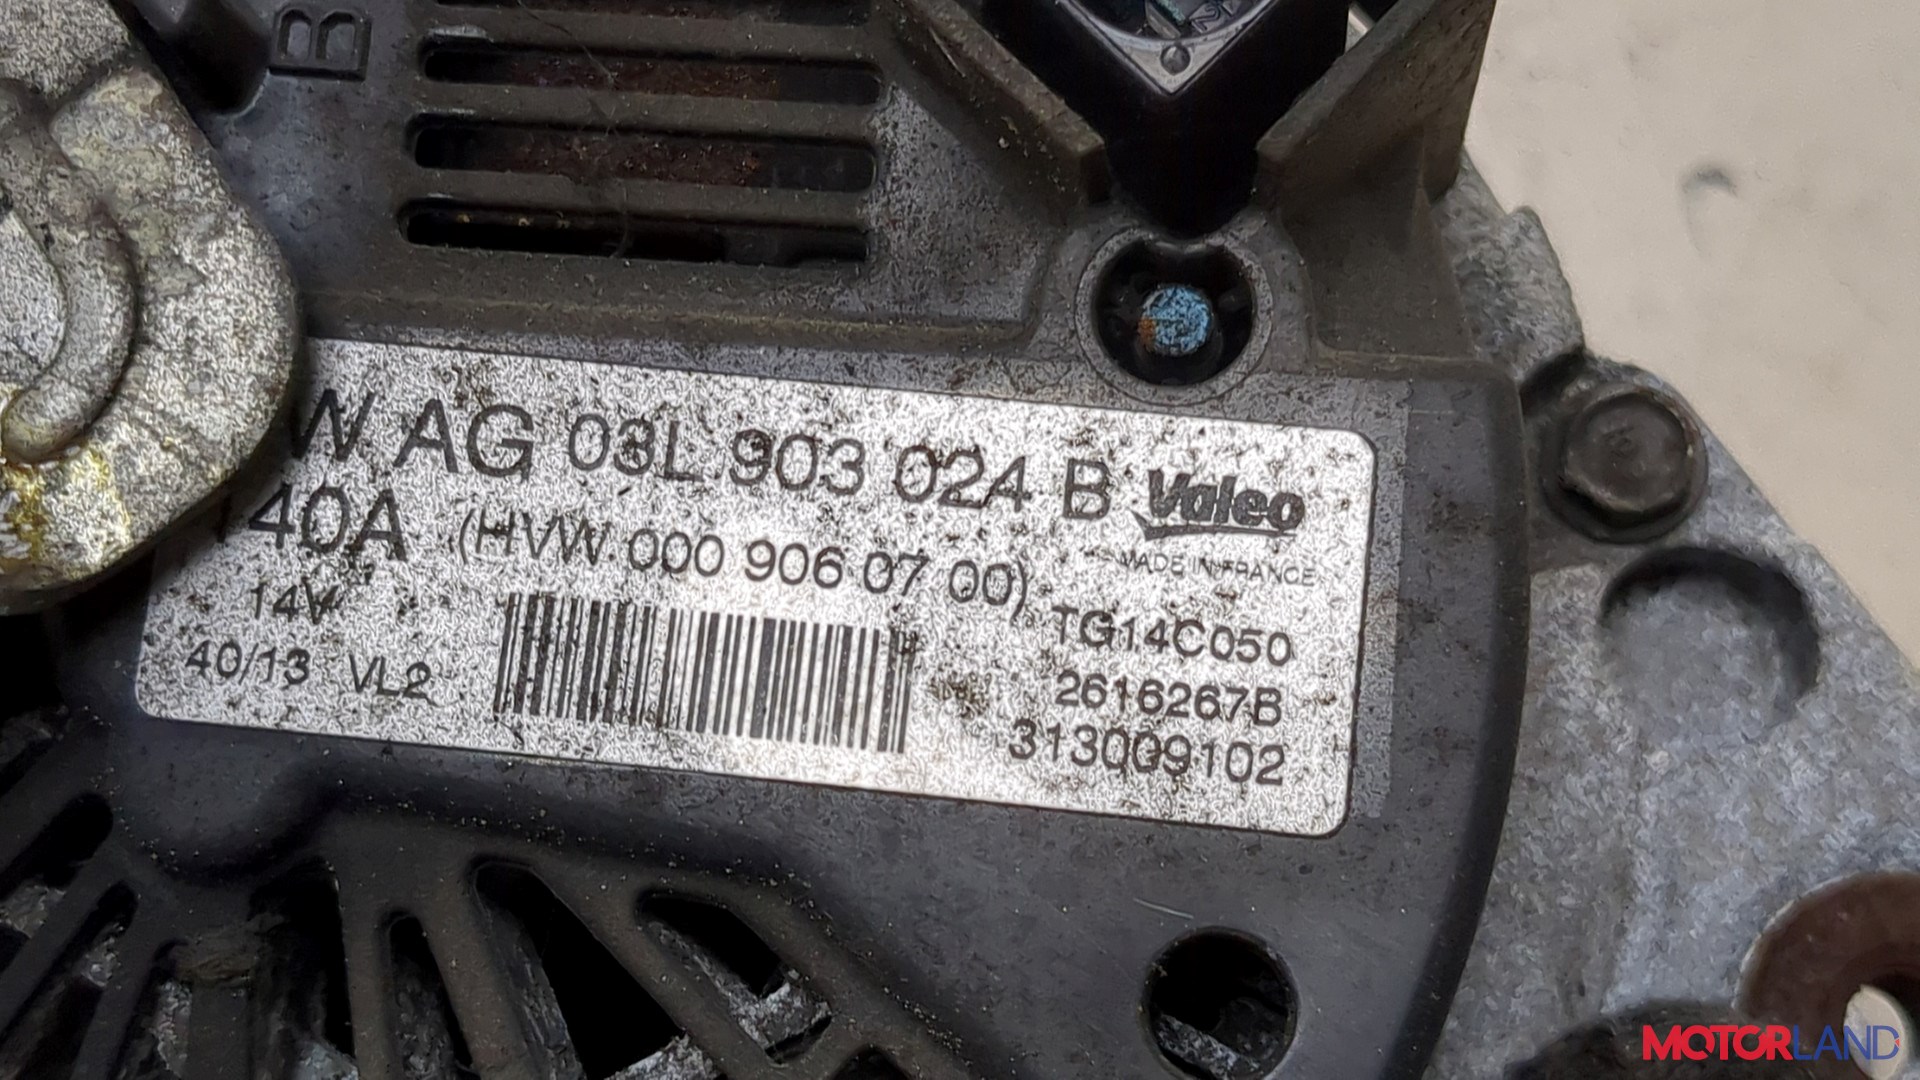 B
W AG 03L 903 024 B Valeo
140A (HVW 000 906 07 00) MADE IN FRANCE
14V TG14C050
40/13 VL2 2616267B
313009102
MOTORLAND